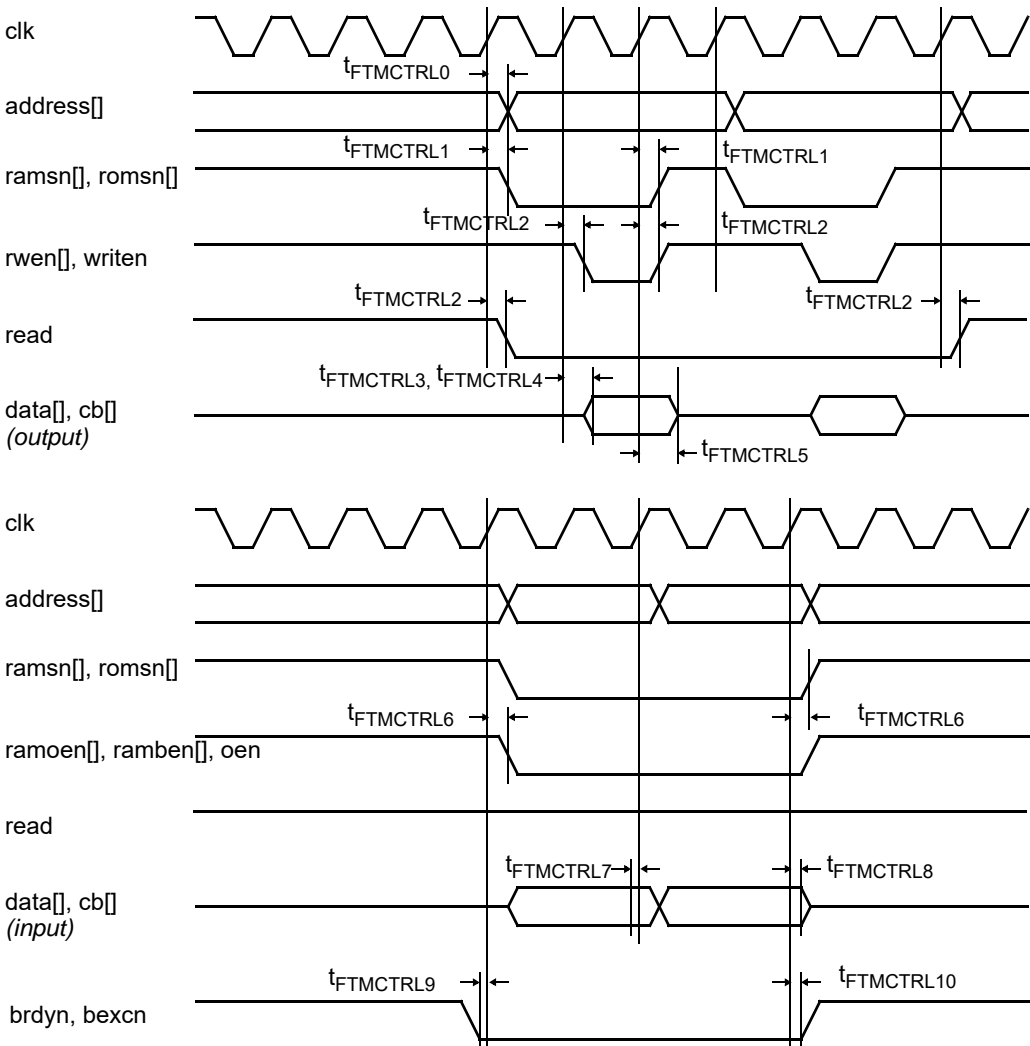 clk
tFTMCTRL0
address[]
tFTMCTRL1 tFTMCTRL1
ramsn[], romsn[]
tFTMCTRL2 tFTMCTRL2
rwen[], writen
tFTMCTRL2 tFTMCTRL2
read
tFTMCTRL3, tFTMCTRL4
data[], cb[]
(output)
tFTMCTRL5
clk
address[]
ramsn[], romsn[]
tFTMCTRL6 tFTMCTRL6
ramoen[], ramben[], oen
read
tFTMCTRL7 tFTMCTRL8
data[], cb[]
(input)
tFTMCTRL9 tFTMCTRL10
brdyn, bexcn